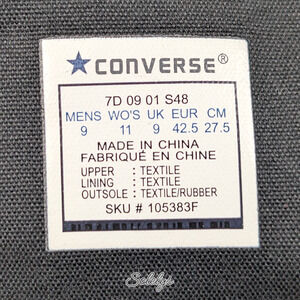 ★ CONVERSE®
7D 09 01 S48
MENS WO'S UK EUR CM
9 11 9 42.5 27.5
MADE IN CHINA
FABRIQUÉ EN CHINE
UPPER : TEXTILE
LINING : TEXTILE
OUTSOLE : TEXTILE/RUBBER
SKU # 105383F